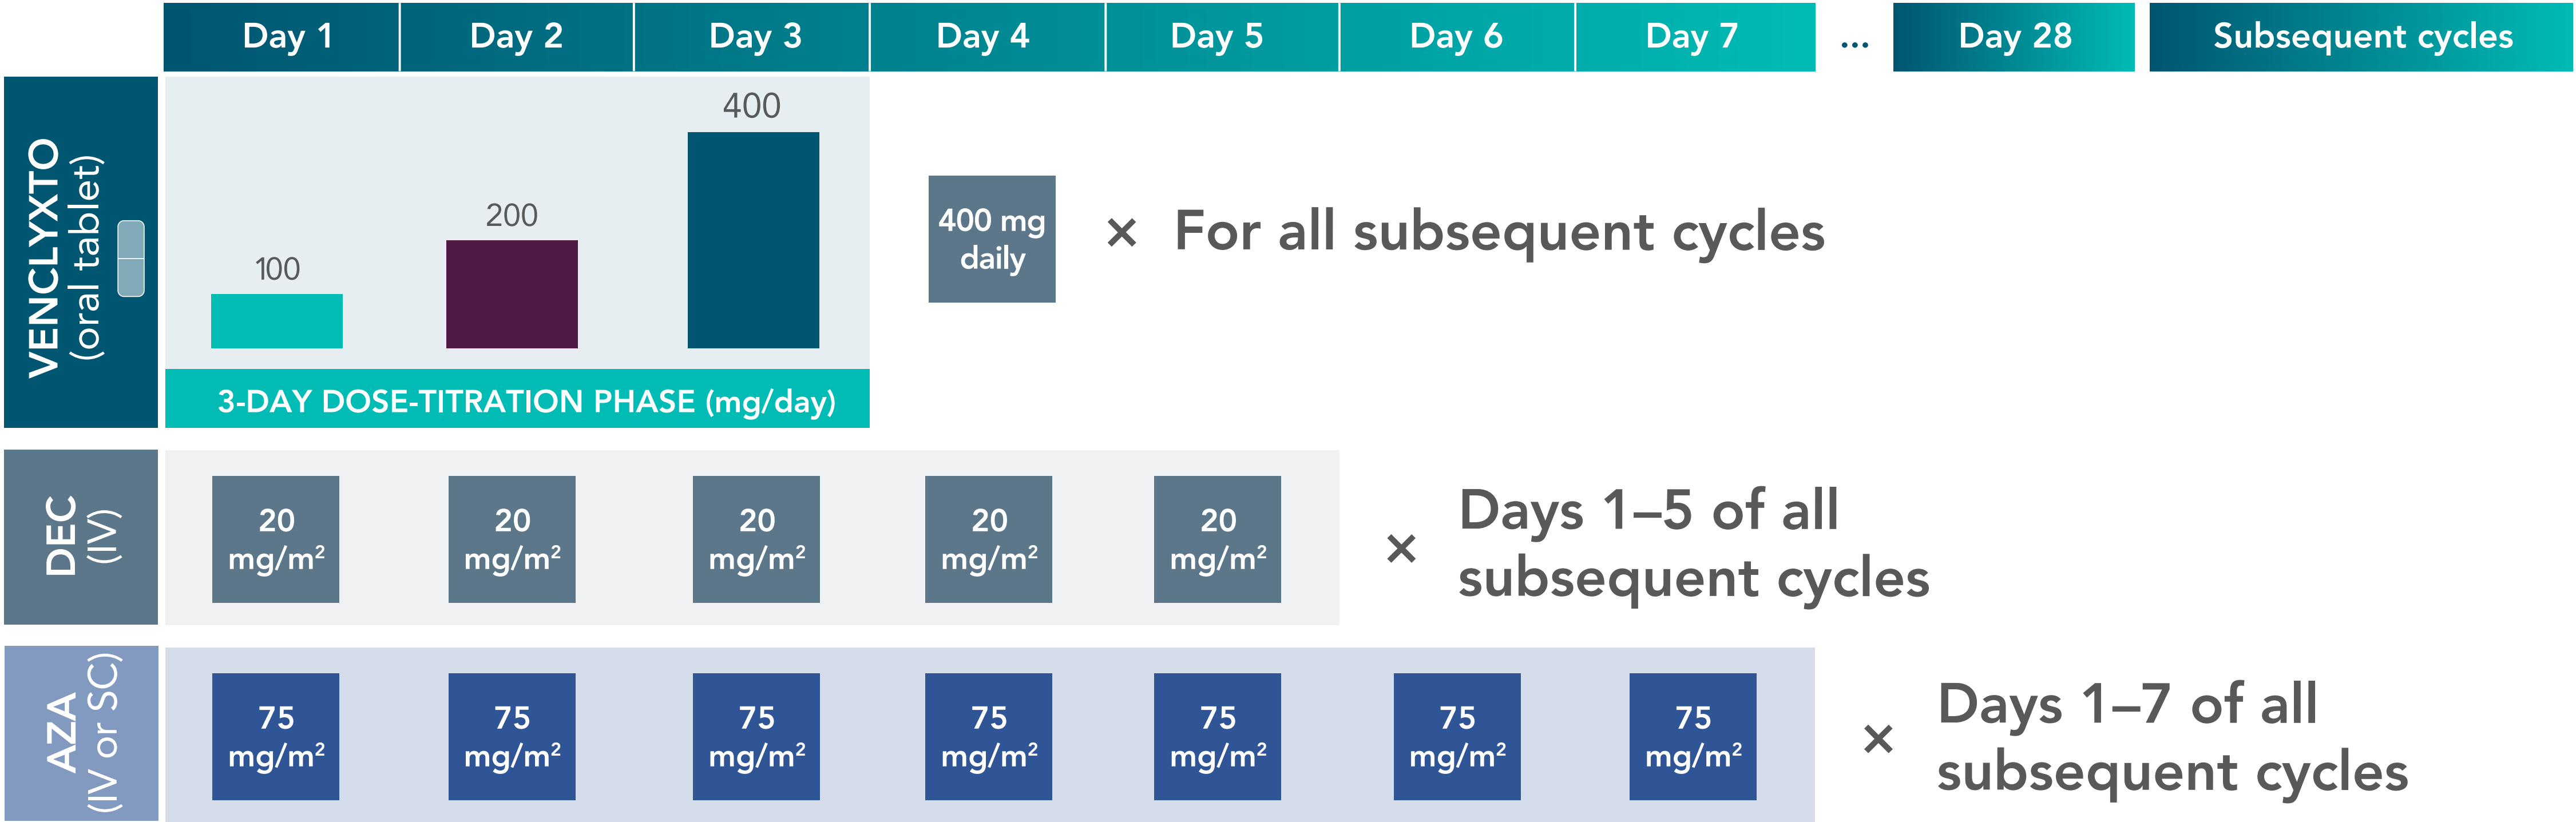 Day 1
Day 2
Day 3
Day 4
Day 5
Day 6
Day 7
...
Day 28
Subsequent cycles
VENCLYXTO
(oral tablet)
100
200
400
3-DAY DOSE-TITRATION PHASE (mg/day)
400 mg
daily
× For all subsequent cycles
DEC
(IV)
20
mg/m²
20
mg/m²
20
mg/m²
20
mg/m²
20
mg/m²
× Days 1–5 of all
subsequent cycles
AZA
(IV or SC)
75
mg/m²
75
mg/m²
75
mg/m²
75
mg/m²
75
mg/m²
75
mg/m²
75
mg/m²
× Days 1–7 of all
subsequent cycles